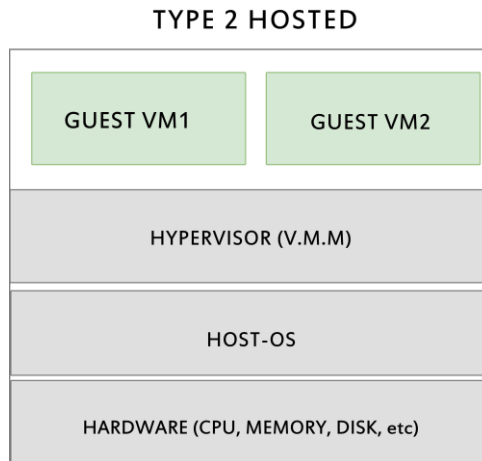 TYPE 2 HOSTED
GUEST VM1
GUEST VM2
HYPERVISOR (V.M.M)
HOST-OS
HARDWARE (CPU, MEMORY, DISK, etc)